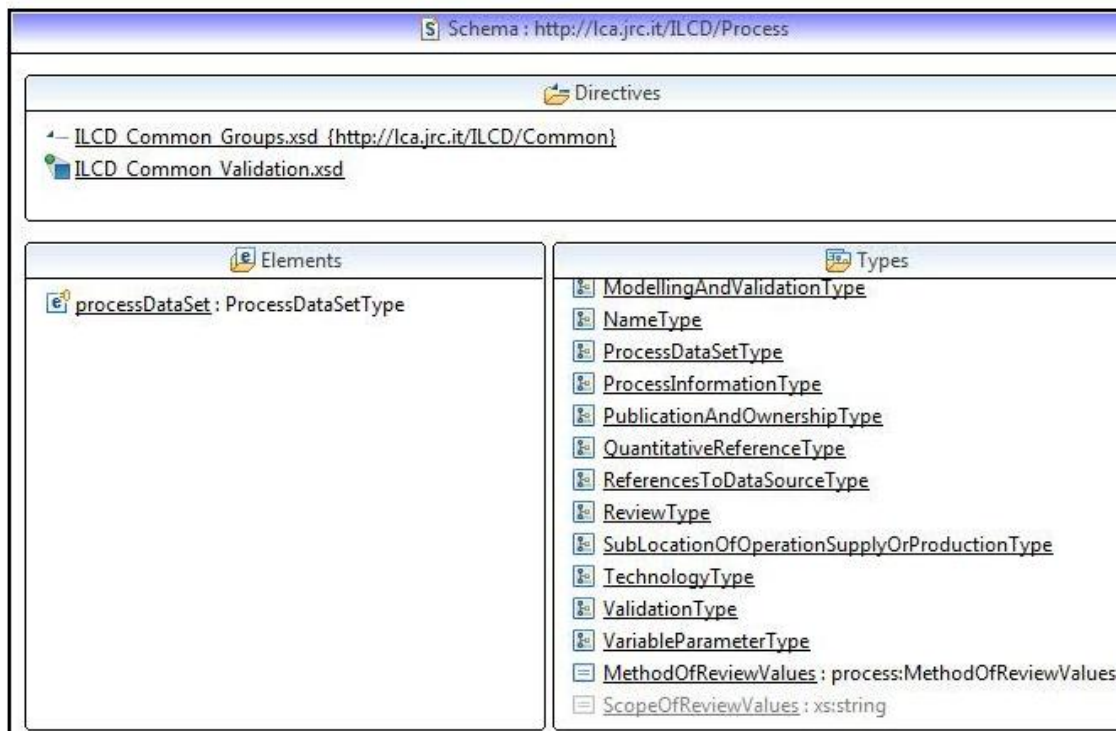 Schema : http://lca.jrc.it/ILCD/Process
Directives
ILCD_Common_Groups.xsd {http://lca.jrc.it/ILCD/Common}
ILCD_Common_Validation.xsd
Elements
processDataSet : ProcessDataSetType
Types
ModellingAndValidationType
NameType
ProcessDataSetType
ProcessInformationType
PublicationAndOwnershipType
QuantitativeReferenceType
ReferencesToDataSourceType
ReviewType
SubLocationOfOperationSupplyOrProductionType
TechnologyType
ValidationType
VariableParameterType
MethodOfReviewValues : process:MethodOfReviewValues
ScopeOfReviewValues : xs:string